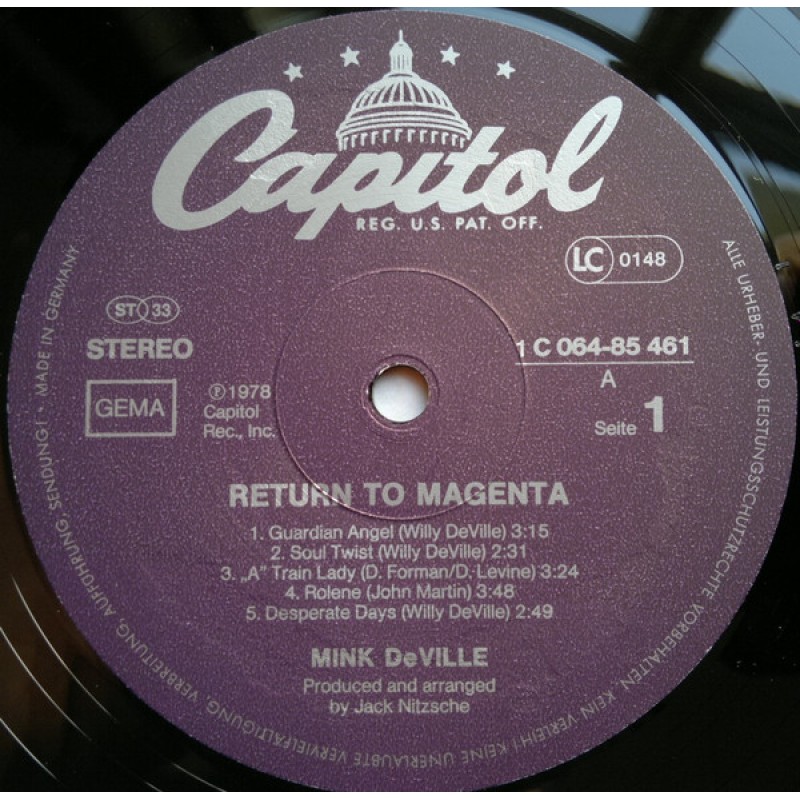 Capitol
REG. U.S. PAT. OFF.
LC 0148
ST 33
STEREO
GEMA
℗ 1978
Capitol
Rec., Inc.
1 C 064-85 461
A
Seite 1
RETURN TO MAGENTA
1. Guardian Angel (Willy DeVille) 3:15
2. Soul Twist (Willy DeVille) 2:31
3. „A" Train Lady (D. Forman/D. Levine) 3:24
4. Rolene (John Martin) 3:48
5. Desperate Days (Willy DeVille) 2:49
MINK DeVILLE
Produced and arranged
by Jack Nitzsche
ALLE URHEBER- UND LEISTUNGSSCHUTZRECHTE VORBEHALTEN. KEIN VERLEIH! KEINE UNERLAUBTE VERVIELFÄLTIGUNG, VERBREITUNG, AUFFÜHRUNG, SENDUNG! • MADE IN GERMANY